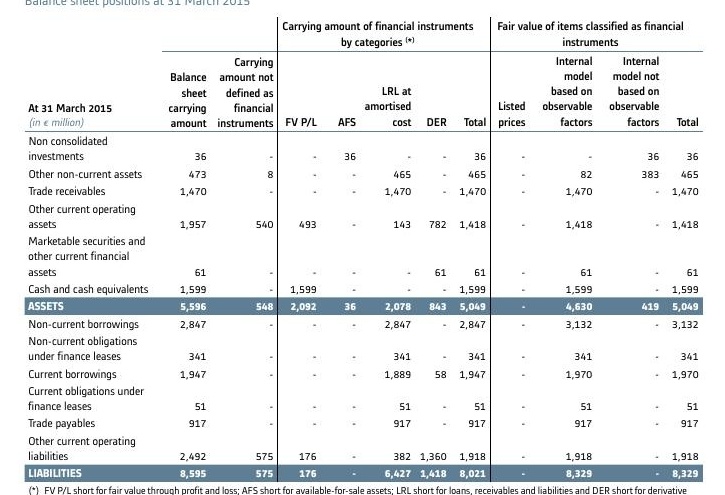 Balance sheet positions at 31 March 2015
Carrying amount of financial instruments by categories (*) Fair value of items classified as financial instruments
At 31 March 2015 (in € million) Balance sheet carrying amount Carrying amount not defined as financial instruments FV P/L AFS LRL at amortised cost DER Total Listed prices Internal model based on observable factors Internal model not based on observable factors Total
Non consolidated
investments 36 - - 36 - - 36 - - 36 36
Other non-current assets 473 8 - - 465 - 465 - 82 383 465
Trade receivables 1,470 - - - 1,470 - 1,470 - 1,470 - 1,470
Other current operating
assets 1,957 540 493 - 143 782 1,418 - 1,418 - 1,418
Marketable securities and
other current financial
assets 61 - - - - 61 61 - 61 - 61
Cash and cash equivalents 1,599 - 1,599 - - - 1,599 - 1,599 - 1,599
ASSETS 5,596 548 2,092 36 2,078 843 5,049 - 4,630 419 5,049
Non-current borrowings 2,847 - - - 2,847 - 2,847 - 3,132 - 3,132
Non-current obligations
under finance leases 341 - - - 341 - 341 - 341 - 341
Current borrowings 1,947 - - - 1,889 58 1,947 - 1,970 - 1,970
Current obligations under
finance leases 51 - - - 51 - 51 - 51 - 51
Trade payables 917 - - - 917 - 917 - 917 - 917
Other current operating
liabilities 2,492 575 176 - 382 1,360 1,918 - 1,918 - 1,918
LIABILITIES 8,595 575 176 - 6,427 1,418 8,021 - 8,329 - 8,329
(*) FV P/L short for fair value through profit and loss; AFS short for available-for-sale assets; LRL short for loans, receivables and liabilities and DER short for derivative